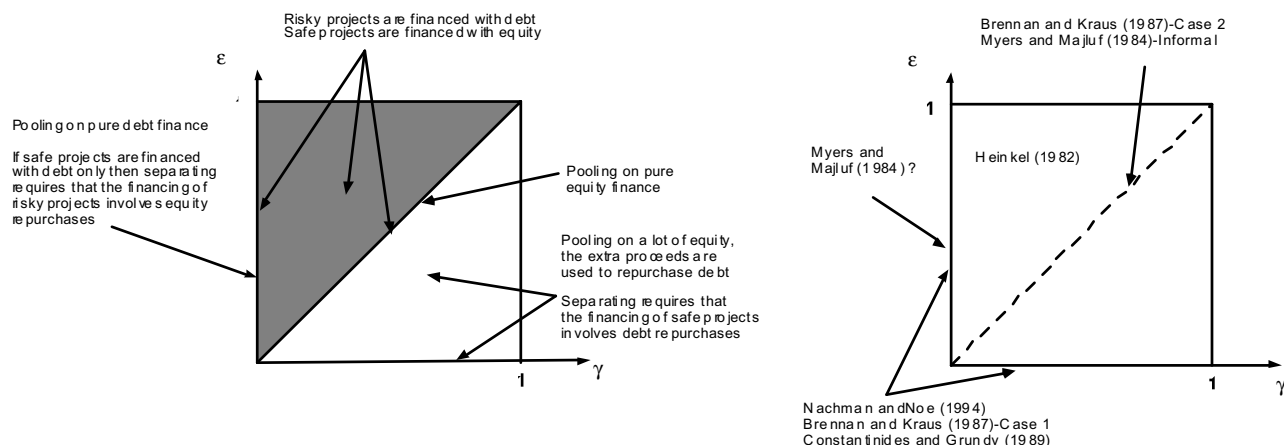 Risky projects are financed with debt
Safe projects are financed with equity
ε
Pooling on pure debt finance
If safe projects are financed
with debt only then separating
requires that the financing of
risky projects involves equity
repurchases
Pooling on pure
equity finance
Pooling on a lot of equity,
the extra proceeds are
used to repurchase debt
Separating requires that
the financing of safe projects
involves debt repurchases
1
γ
Brennan and Kraus (1987)-Case 2
Myers and Majluf (1984)-Informal
ε
1
Myers and
Majluf (1984) ?
Heinkel (1982)
1
γ
Nachman and Noe (1994)
Brennan and Kraus (1987)-Case 1
Constantinides and Grundy (1989)